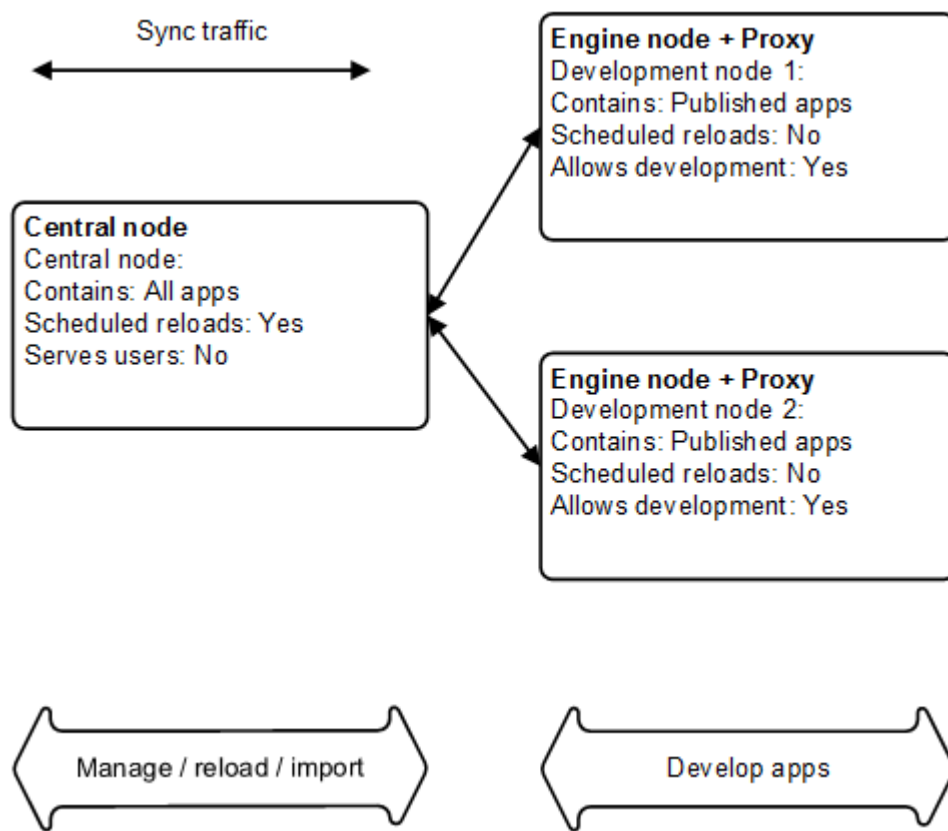 Sync traffic
Engine node + Proxy
Development node 1:
Contains: Published apps
Scheduled reloads: No
Allows development: Yes
Central node
Central node:
Contains: All apps
Scheduled reloads: Yes
Serves users: No
Engine node + Proxy
Development node 2:
Contains: Published apps
Scheduled reloads: No
Allows development: Yes
Manage / reload / import
Develop apps